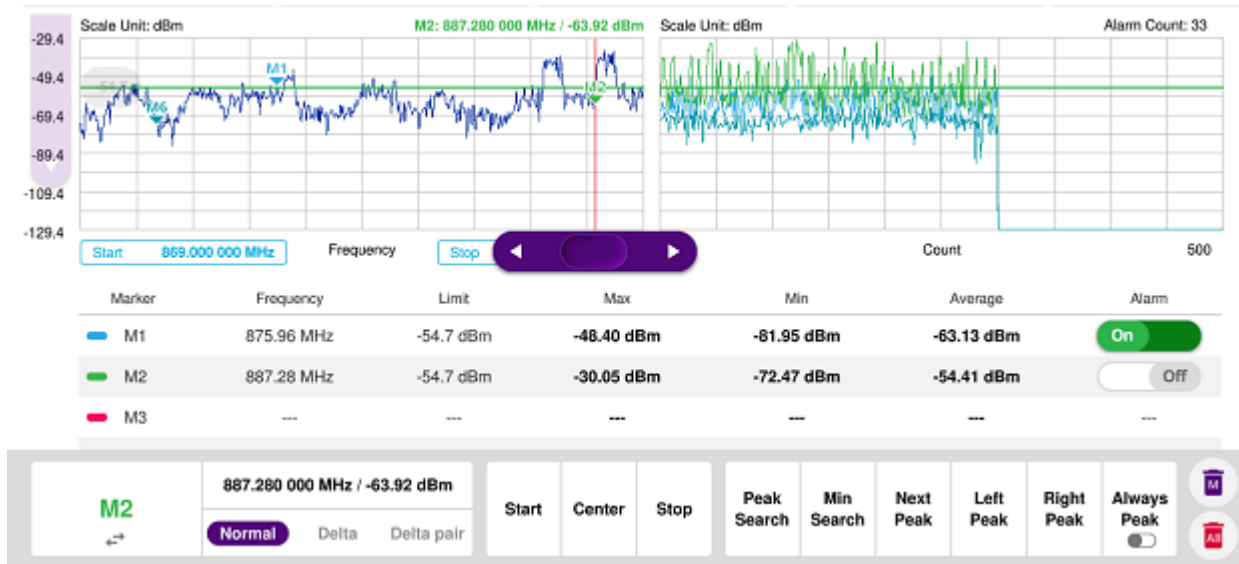 Scale Unit: dBm M2: 887.280 000 MHz / -63.92 dBm Scale Unit: dBm Alarm Count: 33
-29.4
-49.4
-69.4
-89.4
-109.4
-129.4
M1
M6
M2
Start 869.000 000 MHz Frequency Stop Count 500
Marker Frequency Limit Max Min Average Alarm
M1 875.96 MHz -54.7 dBm -48.40 dBm -81.95 dBm -63.13 dBm On
M2 887.28 MHz -54.7 dBm -30.05 dBm -72.47 dBm -54.41 dBm Off
M3 --- --- --- --- --- ---
M2
887.280 000 MHz / -63.92 dBm
Normal Delta Delta pair
Start Center Stop
Peak Search Min Search Next Peak Left Peak Right Peak Always Peak
M
All